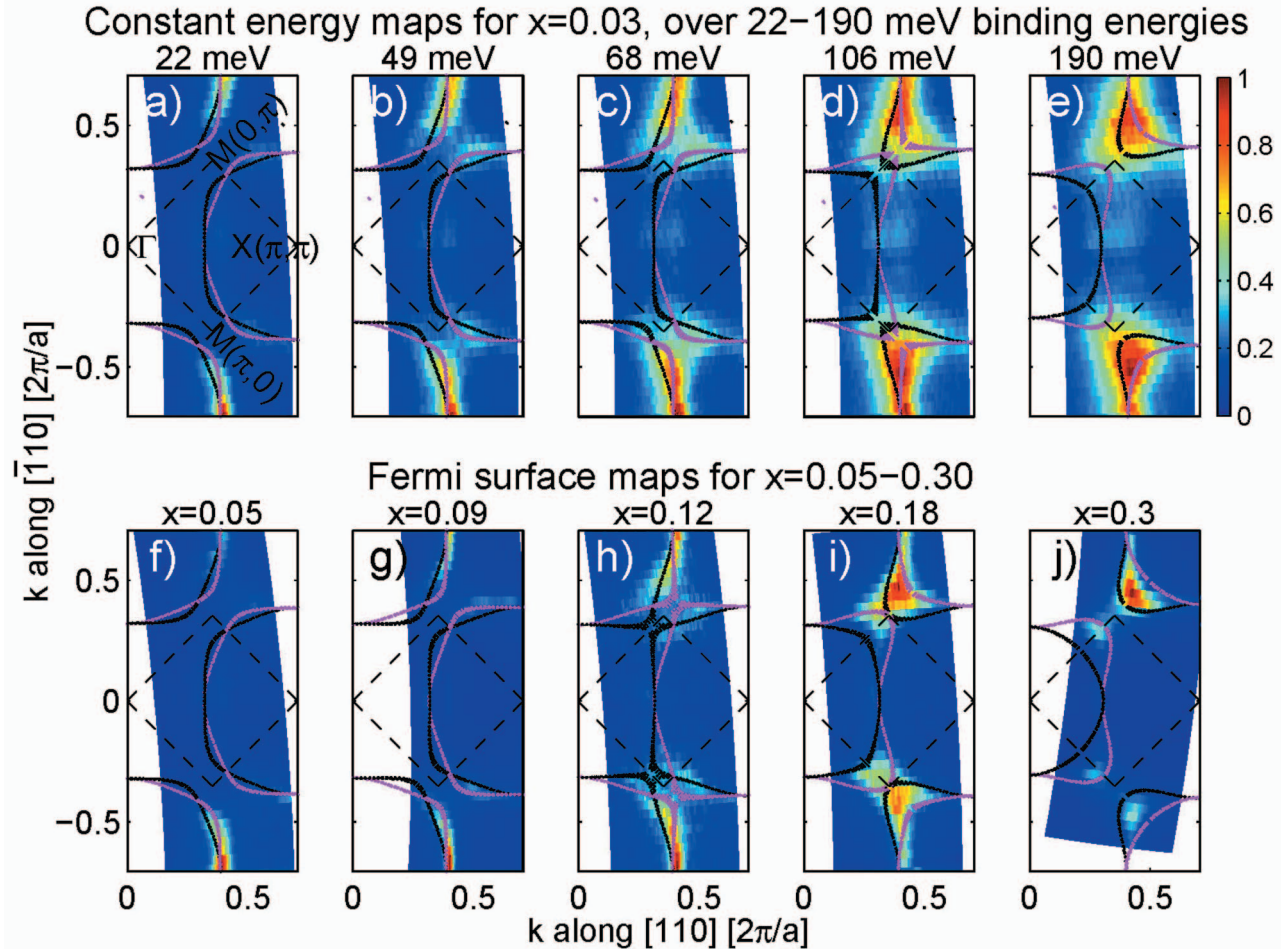 Constant energy maps for x=0.03, over 22−190 meV binding energies
22 meV 49 meV 68 meV 106 meV 190 meV
a) b) c) d) e)
M(0,π)
Γ X(π,π)
M(π,0)
0.5
0
−0.5
1
0.8
0.6
0.4
0.2
0
k along [1̄10] [2π/a]
Fermi surface maps for x=0.05−0.30
x=0.05 x=0.09 x=0.12 x=0.18 x=0.3
f) g) h) i) j)
0.5
0
−0.5
0 0.5 0 0.5 0 0.5 0 0.5 0 0.5
k along [110] [2π/a]